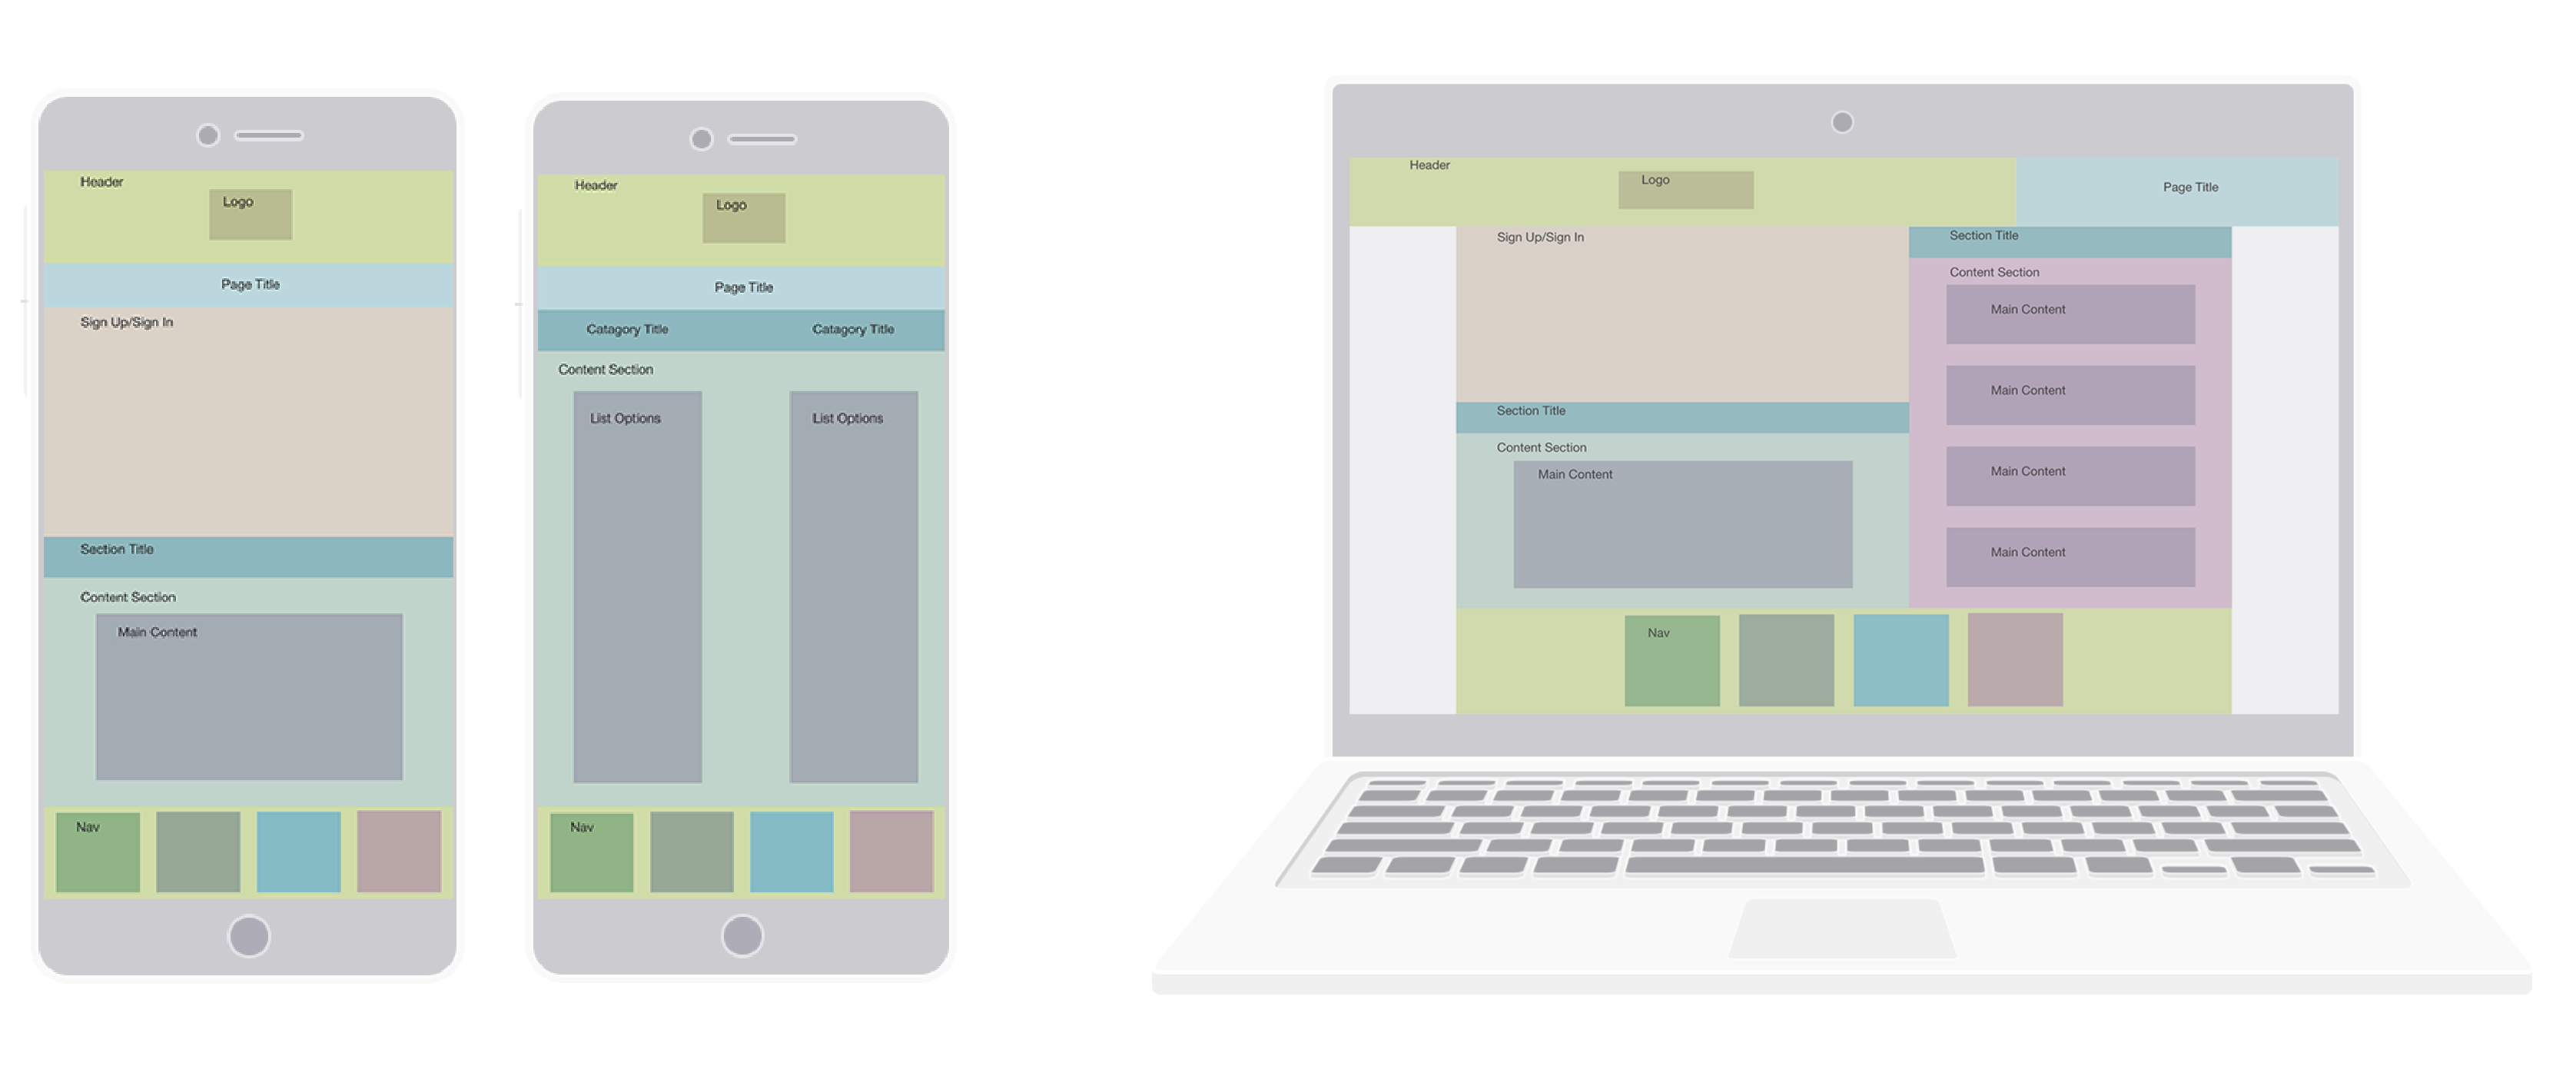 Header
Logo
Page Title
Sign Up/Sign In
Section Title
Content Section
Main Content
Nav
Header
Logo
Page Title
Catagory Title
Catagory Title
Content Section
List Options
List Options
Nav
Header
Logo
Page Title
Sign Up/Sign In
Section Title
Content Section
Main Content
Section Title
Content Section
Main Content
Main Content
Main Content
Main Content
Nav